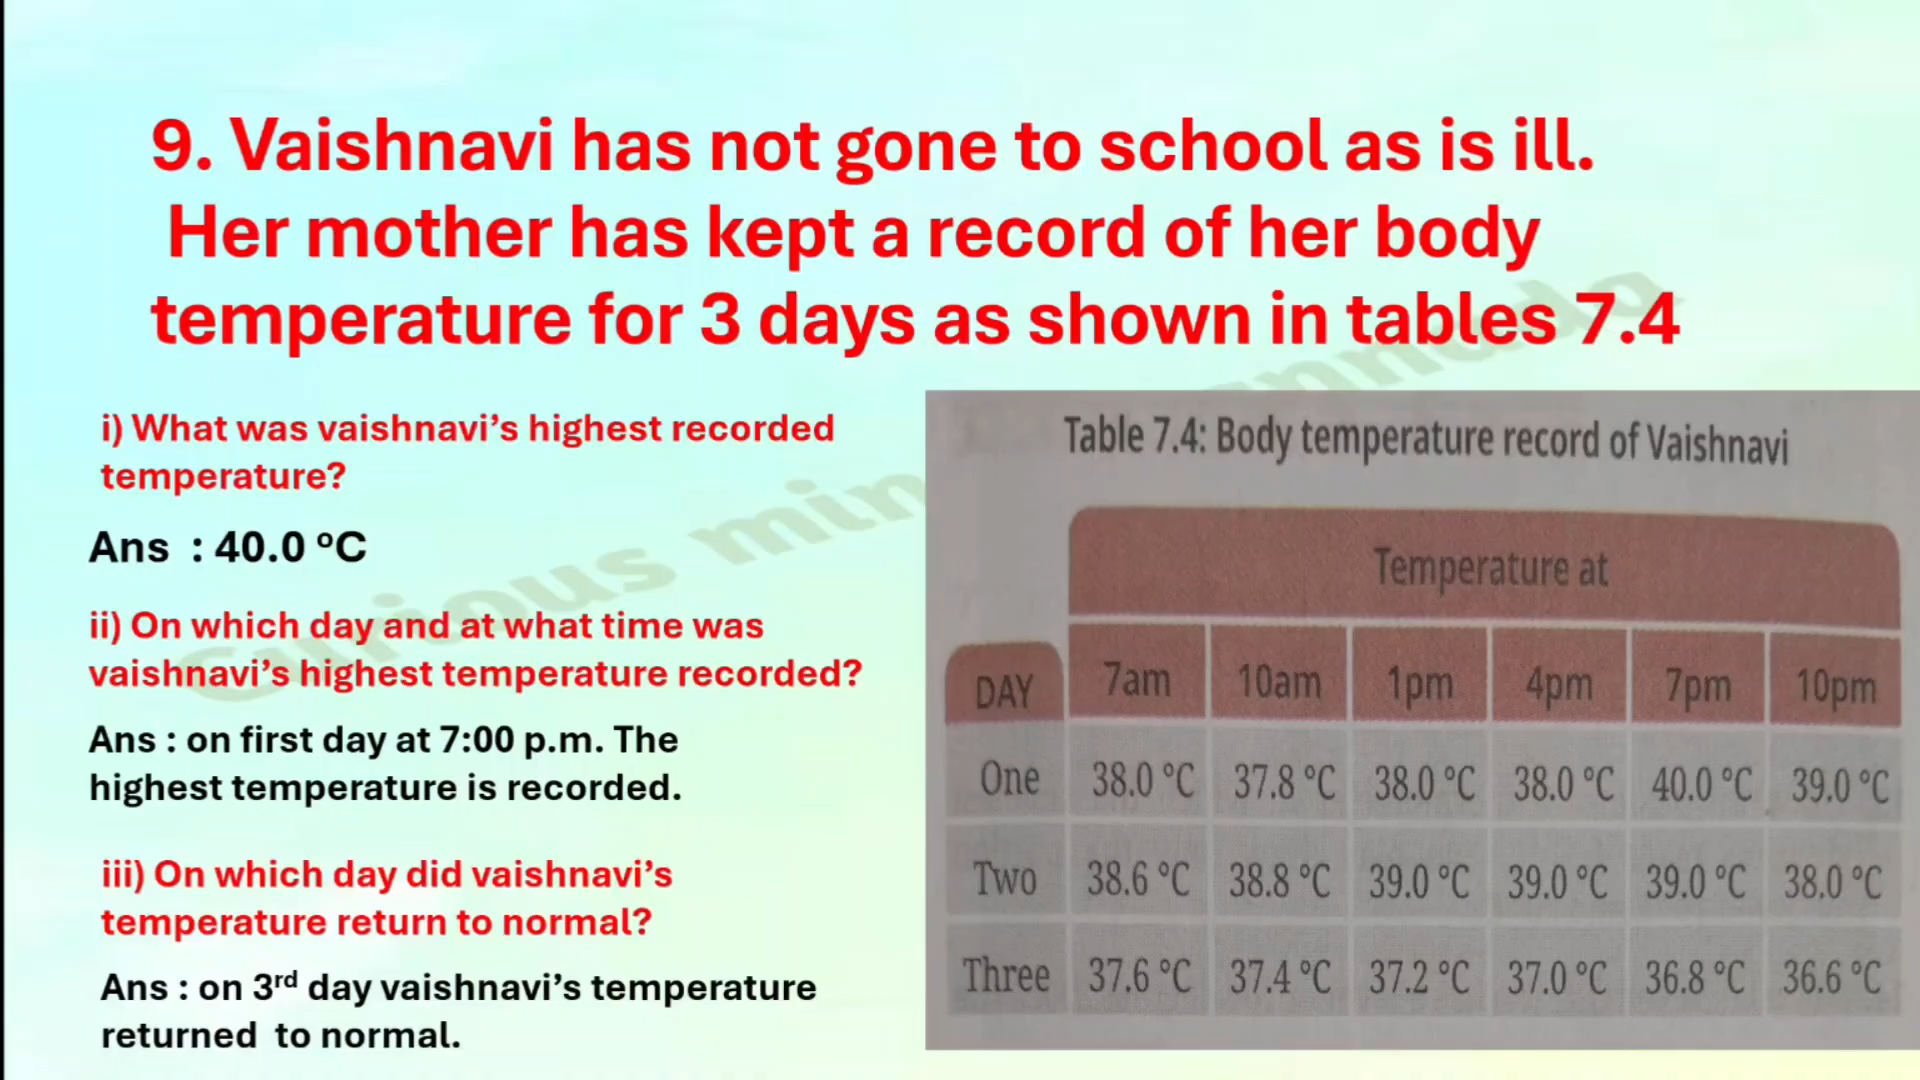 9. Vaishnavi has not gone to school as is ill.
Her mother has kept a record of her body
temperature for 3 days as shown in tables 7.4
i) What was vaishnavi's highest recorded
temperature?
Ans : 40.0 °C
ii) On which day and at what time was
vaishnavi's highest temperature recorded?
Ans : on first day at 7:00 p.m. The
highest temperature is recorded.
iii) On which day did vaishnavi's
temperature return to normal?
Ans : on 3rd day vaishnavi's temperature
returned to normal.
Table 7.4: Body temperature record of Vaishnavi
Temperature at
DAY 7am 10am 1pm 4pm 7pm 10pm
One 38.0 °C 37.8 °C 38.0 °C 38.0 °C 40.0 °C 39.0 °C
Two 38.6 °C 38.8 °C 39.0 °C 39.0 °C 39.0 °C 38.0 °C
Three 37.6 °C 37.4 °C 37.2 °C 37.0 °C 36.8 °C 36.6 °C
Curious